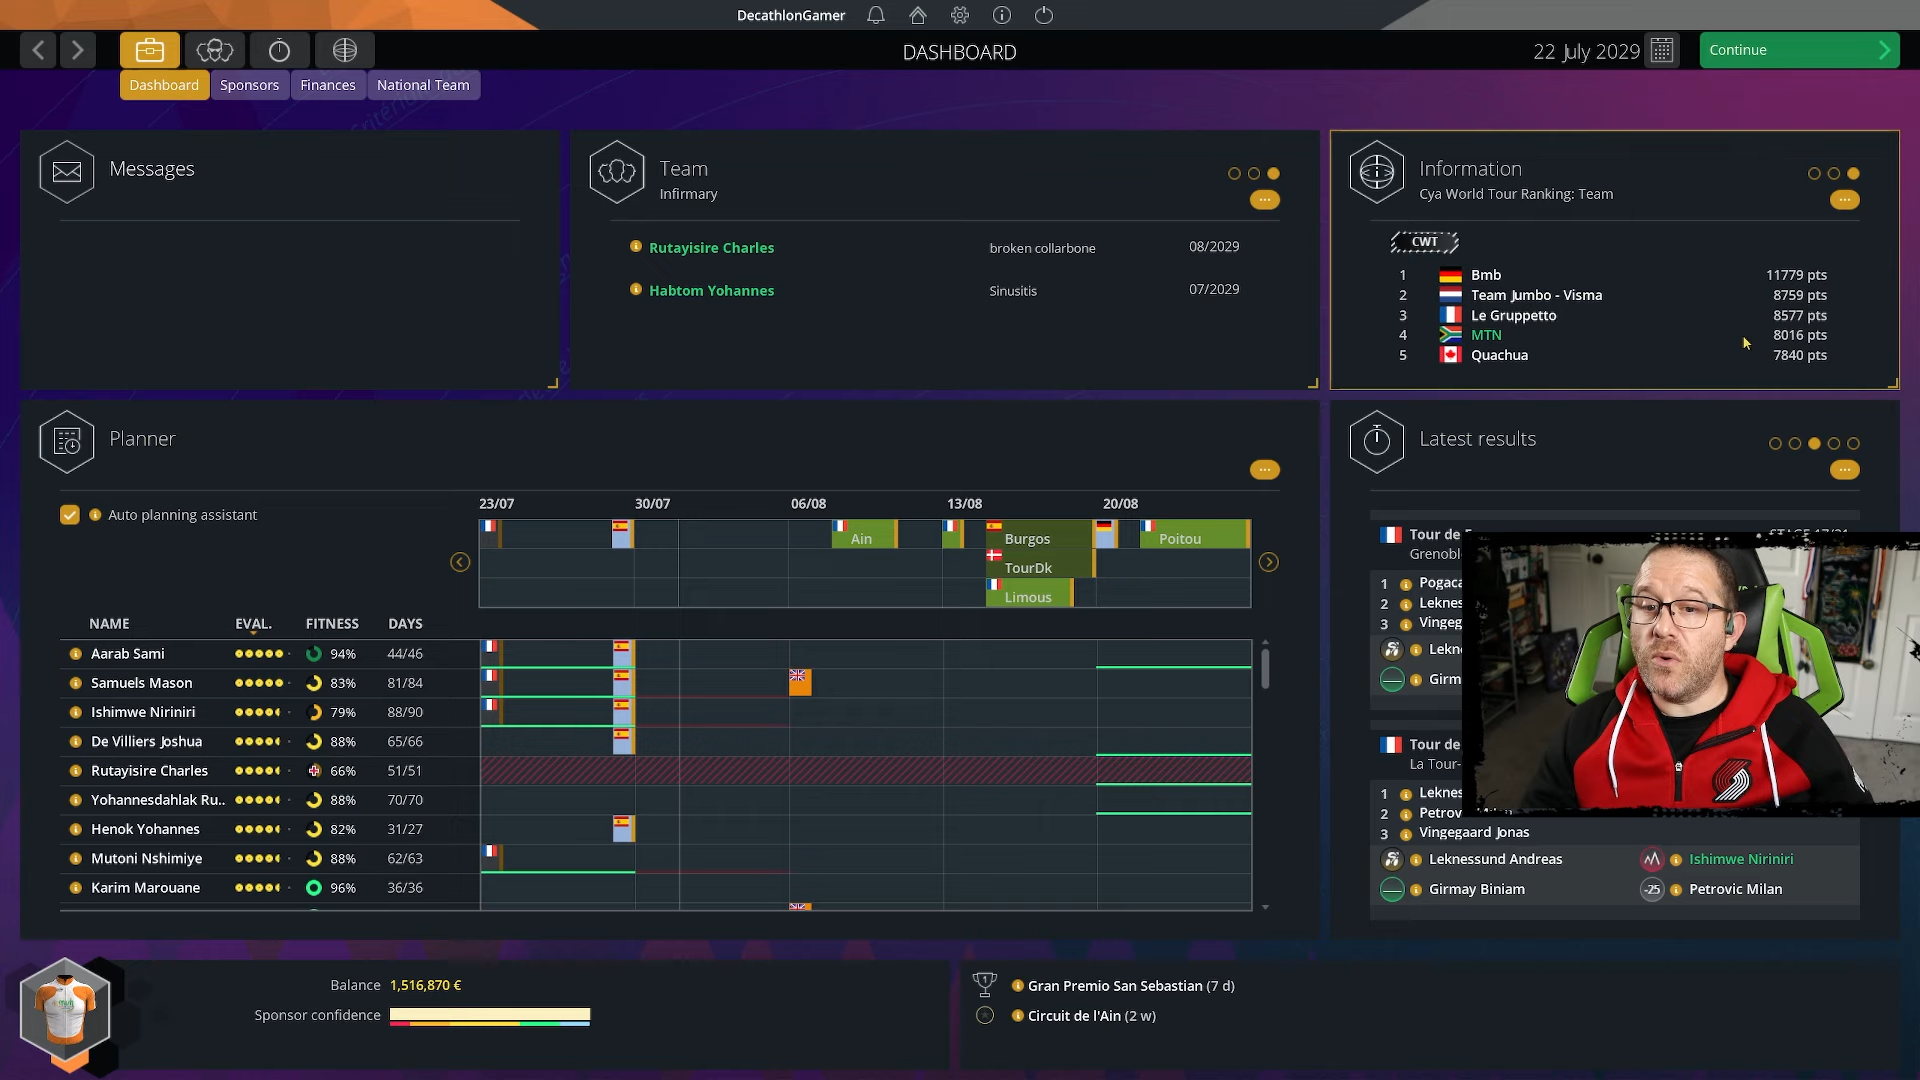 DecathlonGamer
DASHBOARD
22 July 2029
Continue
Dashboard
Sponsors
Finances
National Team
Messages
Team
Infirmary
Rutayisire Charles broken collarbone 08/2029
Habtom Yohannes Sinusitis 07/2029
Information
Cya World Tour Ranking: Team
CWT
1 Bmb 11779 pts
2 Team Jumbo - Visma 8759 pts
3 Le Gruppetto 8577 pts
4 MTN 8016 pts
5 Quachua 7840 pts
Planner
Auto planning assistant
23/07 30/07 06/08 13/08 20/08
Ain Burgos Poitou
TourDk
Limous
NAME EVAL. FITNESS DAYS
Aarab Sami 94% 44/46
Samuels Mason 83% 81/84
Ishimwe Niriniri 79% 88/90
De Villiers Joshua 88% 65/66
Rutayisire Charles 66% 51/51
Yohannesdahlak Ru.. 88% 70/70
Henok Yohannes 82% 31/27
Mutoni Nshimiye 88% 62/63
Karim Marouane 96% 36/36
Latest results
Tour de
Grenobl
1 Pogaca
2 Leknes
3 Vingeg
Lekn
Girm
Tour de
La Tour-
1 Leknes
2 Petrov
3 Vingegaard Jonas
Leknessund Andreas Ishimwe Niriniri
Girmay Biniam -25 Petrovic Milan
Balance 1,516,870 €
Sponsor confidence
1 Gran Premio San Sebastian (7 d)
Circuit de l'Ain (2 w)